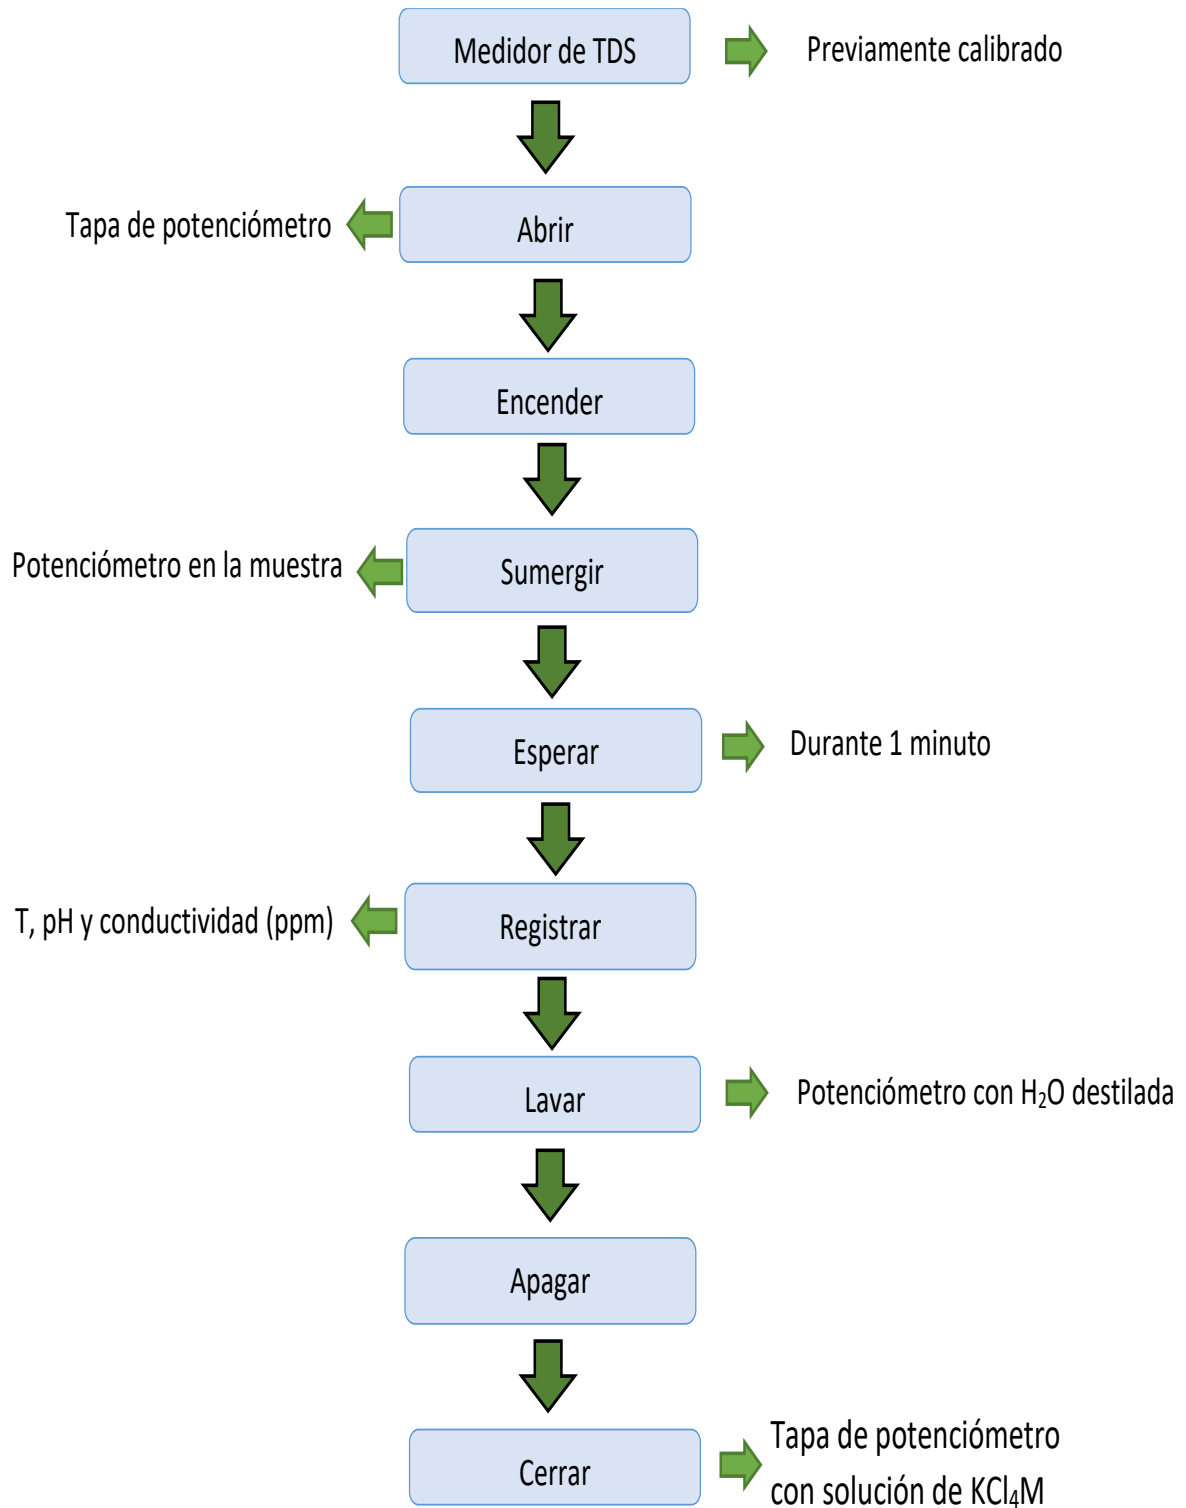 Medidor de TDS
Previamente calibrado
Tapa de potenciómetro
Abrir
Encender
Potenciómetro en la muestra
Sumergir
Esperar
Durante 1 minuto
T, pH y conductividad (ppm)
Registrar
Lavar
Potenciómetro con H₂O destilada
Apagar
Cerrar
Tapa de potenciómetro
con solución de KCl₄M